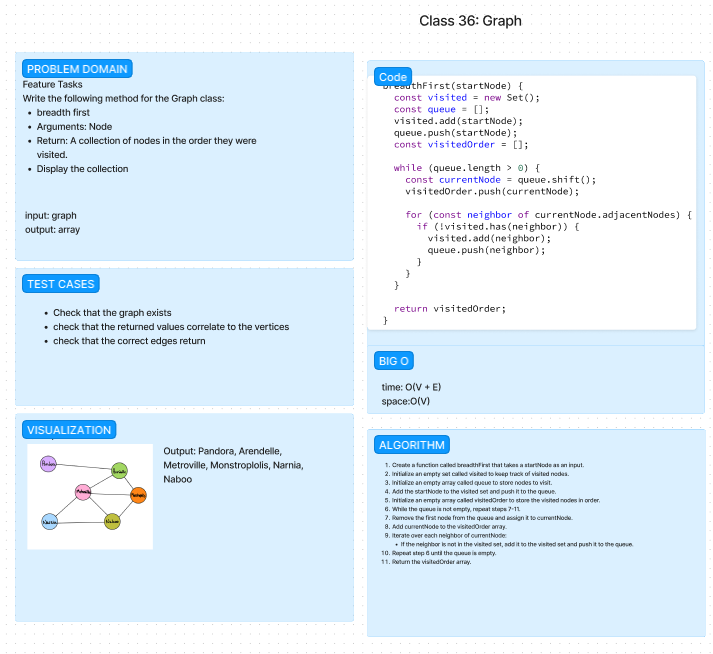 Class 36: Graph
PROBLEM DOMAIN
Feature Tasks
Write the following method for the Graph class:
• breadth first
• Arguments: Node
• Return: A collection of nodes in the order they were
visited.
• Display the collection
input: graph
output: array
TEST CASES
• Check that the graph exists
• check that the returned values correlate to the vertices
• check that the correct edges return
VISUALIZATION
Output: Pandora, Arendelle,
Metroville, Monstroplolis, Narnia,
Naboo
Code
breadthFirst(startNode) {
const visited = new Set();
const queue = [];
visited.add(startNode);
queue.push(startNode);
const visitedOrder = [];
while (queue.length > 0) {
const currentNode = queue.shift();
visitedOrder.push(currentNode);
for (const neighbor of currentNode.adjacentNodes) {
if (!visited.has(neighbor)) {
visited.add(neighbor);
queue.push(neighbor);
}
}
}
return visitedOrder;
}
BIG O
time: O(V + E)
space:O(V)
ALGORITHM
1. Create a function called breadthFirst that takes a startNode as an input.
2. Initialize an empty set called visited to keep track of visited nodes.
3. Initialize an empty array called queue to store nodes to visit.
4. Add the startNode to the visited set and push it to the queue.
5. Initialize an empty array called visitedOrder to store the visited nodes in order.
6. While the queue is not empty, repeat steps 7-11.
7. Remove the first node from the queue and assign it to currentNode.
8. Add currentNode to the visitedOrder array.
9. Iterate over each neighbor of currentNode:
• If the neighbor is not in the visited set, add it to the visited set and push it to the queue.
10. Repeat step 6 until the queue is empty.
11. Return the visitedOrder array.